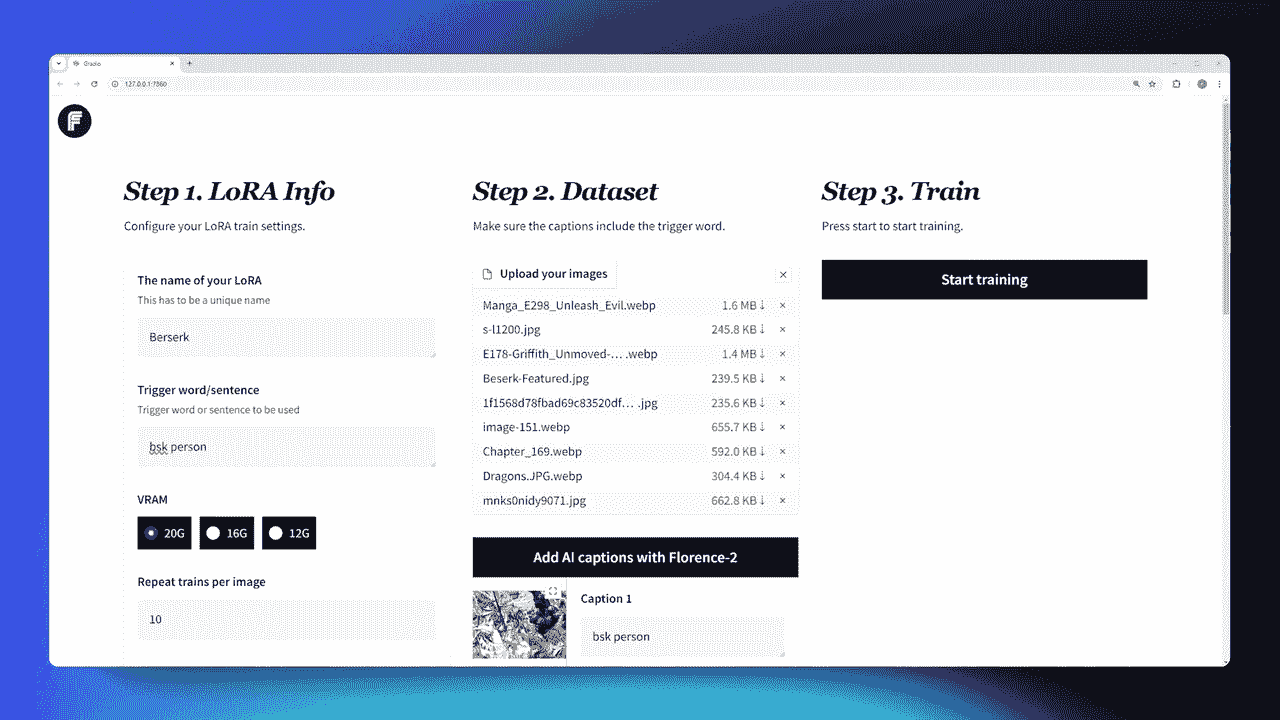 Gradio
127.0.0.1:7860
F
Step 1. LoRA Info
Configure your LoRA train settings.
The name of your LoRA
This has to be a unique name
Berserk
Trigger word/sentence
Trigger word or sentence to be used
bsk person
VRAM
20G 16G 12G
Repeat trains per image
10
Step 2. Dataset
Make sure the captions include the trigger word.
Upload your images
Manga_E298_Unleash_Evil.webp 1.6 MB↓
s-l1200.jpg 245.8 KB↓
E178-Griffith_Unmoved-... .webp 1.4 MB↓
Beserk-Featured.jpg 239.5 KB↓
1f1568d78fbad69c83520df... .jpg 235.6 KB↓
image-151.webp 655.7 KB↓
Chapter_169.webp 592.0 KB↓
Dragons.JPG.webp 304.4 KB↓
mnks0nidy9071.jpg 662.8 KB↓
Add AI captions with Florence-2
Caption 1
bsk person
Step 3. Train
Press start to start training.
Start training